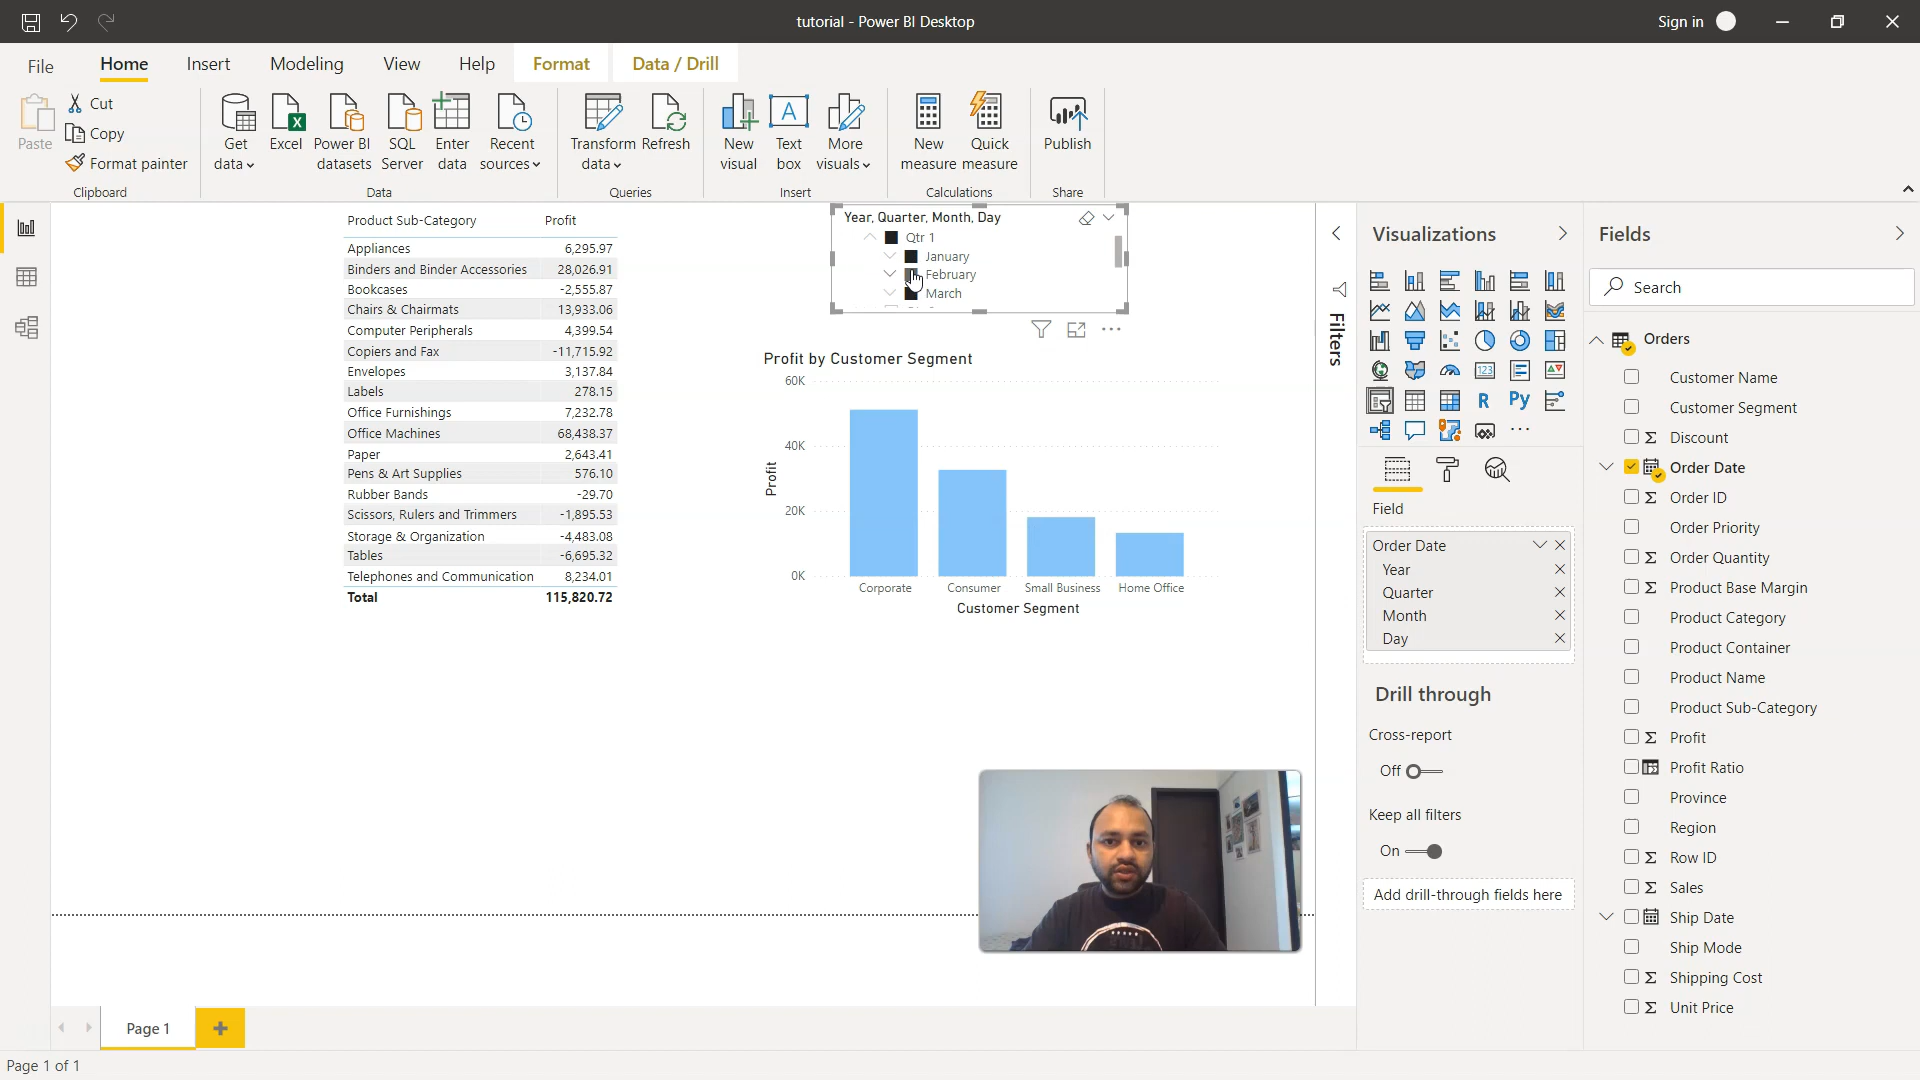 tutorial - Power BI Desktop
Sign in
File
Home
Insert
Modeling
View
Help
Format
Data / Drill
Paste
Cut
Copy
Format painter
Clipboard
Get data
Excel
Power BI datasets
SQL Server
Enter data
Recent sources
Data
Transform data
Refresh
Queries
New visual
Text box
More visuals
Insert
New measure
Quick measure
Calculations
Publish
Share
Product Sub-Category Profit
Appliances 6,295.97
Binders and Binder Accessories 28,026.91
Bookcases -2,555.87
Chairs & Chairmats 13,933.06
Computer Peripherals 4,399.54
Copiers and Fax -11,715.92
Envelopes 3,137.84
Labels 278.15
Office Furnishings 7,232.78
Office Machines 68,438.37
Paper 2,643.41
Pens & Art Supplies 576.10
Rubber Bands -29.70
Scissors, Rulers and Trimmers -1,895.53
Storage & Organization -4,483.08
Tables -6,695.32
Telephones and Communication 8,234.01
Total 115,820.72
Year, Quarter, Month, Day
Qtr 1
January
February
March
Profit by Customer Segment
60K
40K
20K
0K
Profit
Corporate Consumer Small Business Home Office
Customer Segment
Filters
Visualizations
123
R
Py
Field
Order Date
Year
Quarter
Month
Day
Drill through
Cross-report
Off
Keep all filters
On
Add drill-through fields here
Fields
Search
Orders
Customer Name
Customer Segment
Σ Discount
Order Date
Σ Order ID
Order Priority
Σ Order Quantity
Σ Product Base Margin
Product Category
Product Container
Product Name
Product Sub-Category
Σ Profit
Profit Ratio
Province
Region
Σ Row ID
Σ Sales
Ship Date
Ship Mode
Σ Shipping Cost
Σ Unit Price
Page 1
Page 1 of 1